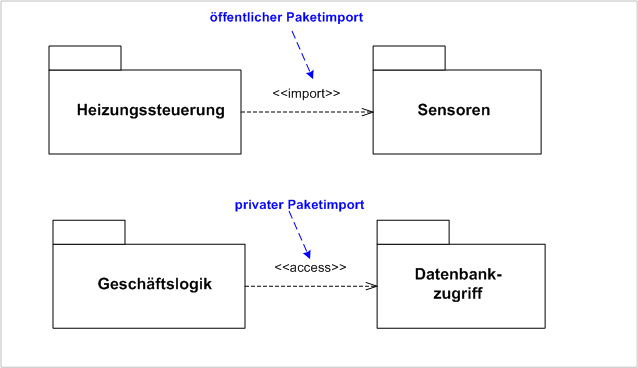 öffentlicher Paketimport
<<import>>
Heizungssteuerung
Sensoren
privater Paketimport
<<access>>
Geschäftslogik
Datenbank-
zugriff